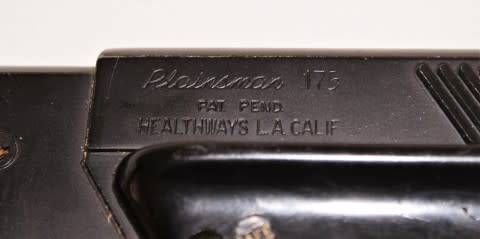 Plainsman 175
PAT PEND.
HEALTHWAYS L.A. CALIF